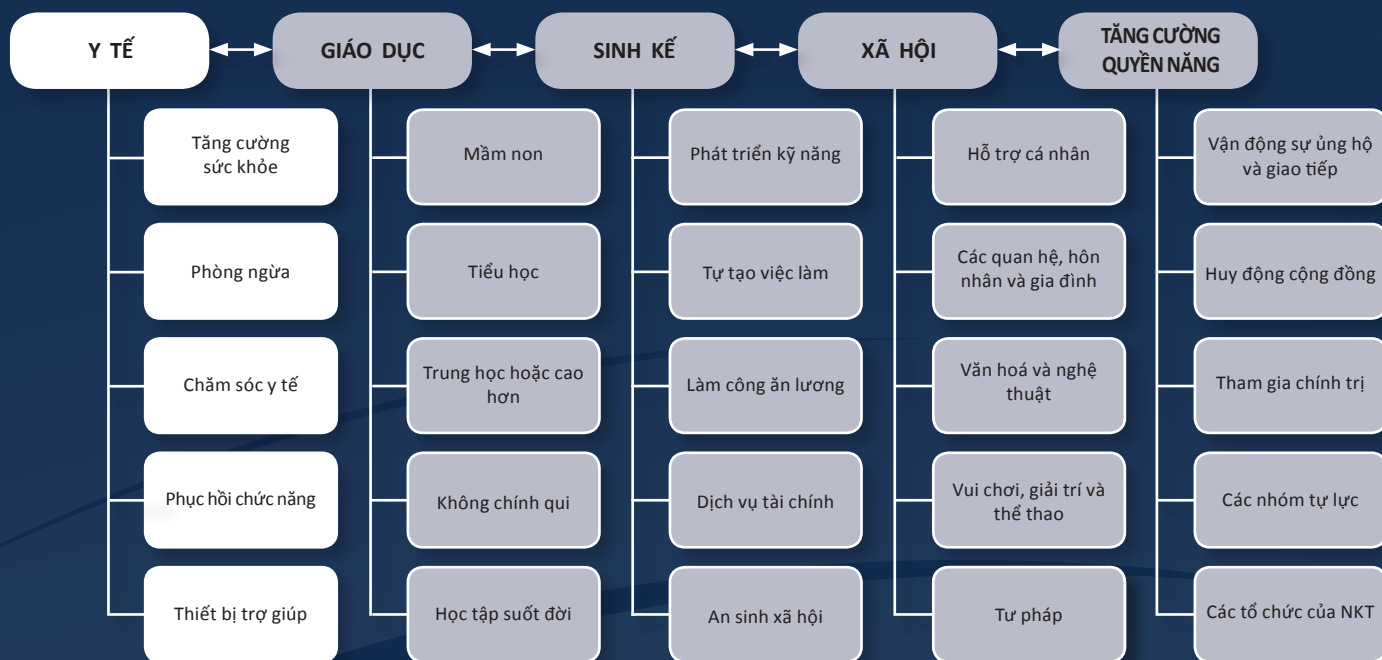 Y TẾ
GIÁO DỤC
SINH KẾ
XÃ HỘI
TĂNG CƯỜNG
QUYỀN NĂNG
Tăng cường
sức khỏe
Mầm non
Phát triển kỹ năng
Hỗ trợ cá nhân
Vận động sự ủng hộ
và giao tiếp
Phòng ngừa
Tiểu học
Tự tạo việc làm
Các quan hệ, hôn
nhân và gia đình
Huy động cộng đồng
Chăm sóc y tế
Trung học hoặc cao
hơn
Làm công ăn lương
Văn hoá và nghệ
thuật
Tham gia chính trị
Phục hồi chức năng
Không chính qui
Dịch vụ tài chính
Vui chơi, giải trí và
thể thao
Các nhóm tự lực
Thiết bị trợ giúp
Học tập suốt đời
An sinh xã hội
Tư pháp
Các tổ chức của NKT